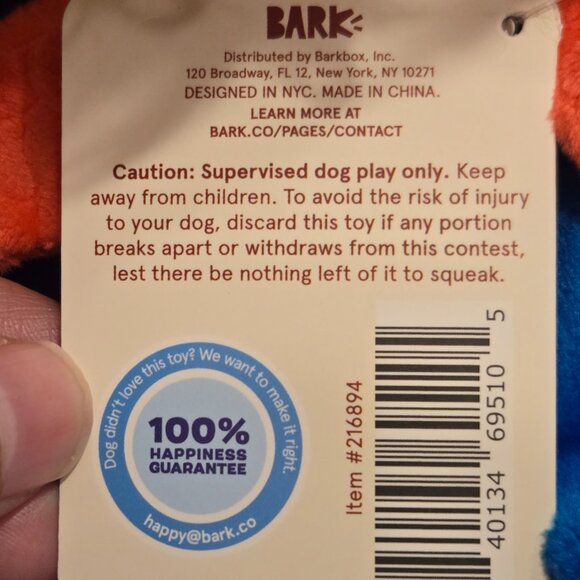 BARK
Distributed by Barkbox, Inc.
120 Broadway, FL 12, New York, NY 10271
DESIGNED IN NYC. MADE IN CHINA.
LEARN MORE AT
BARK.CO/PAGES/CONTACT
Caution: Supervised dog play only. Keep
away from children. To avoid the risk of injury
to your dog, discard this toy if any portion
breaks apart or withdraws from this contest,
lest there be nothing left of it to squeak.
Dog didn't love this toy? We want to make it right.
100%
HAPPINESS
GUARANTEE
happy@bark.co
Item #216894
40134 69510 5